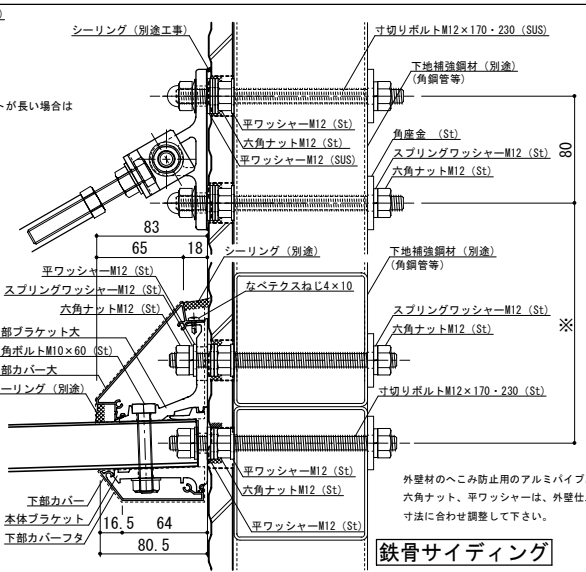 シーリング (別途工事)
寸切りボルトM12×170・230 (SUS)
下地補強鋼材 (別途)
(角鋼管等)
トが長い場合は
平ワッシャーM12 (St)
六角ナットM12 (St)
平ワッシャーM12 (SUS)
角座金 (St)
スプリングワッシャーM12 (St)
六角ナットM12 (St)
80
83
65
18
シーリング (別途)
下地補強鋼材 (別途)
(角鋼管等)
平ワッシャーM12 (St)
スプリングワッシャーM12 (St)
六角ナットM12 (St)
なべテクスねじ4×10
スプリングワッシャーM12 (St)
六角ナットM12 (St)
※
部ブラケット大
角ボルトM10×60 (St)
部カバー大
ーリング (別途)
寸切りボルトM12×170・230 (St)
平ワッシャーM12 (St)
六角ナットM12 (St)
平ワッシャーM12 (St)
下部カバー
本体ブラケット
下部カバーフタ
16.5
64
80.5
外壁材のへこみ防止用のアルミパイプ
六角ナット、平ワッシャーは、外壁仕
寸法に合わせ調整して下さい。
鉄骨サイディング